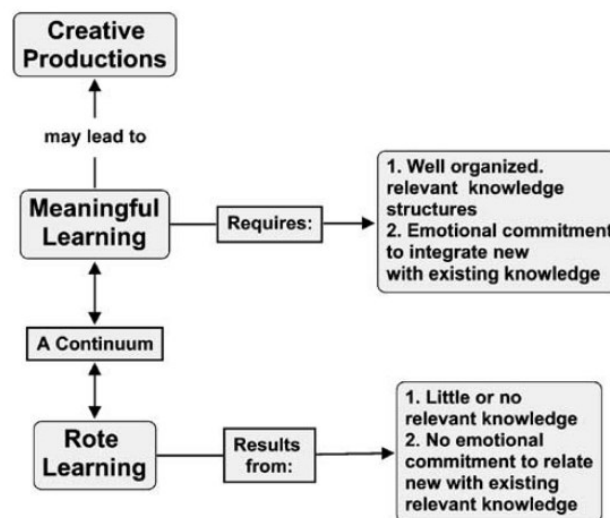 Creative
Productions
may lead to
Meaningful
Learning
Requires:
1. Well organized.
relevant knowledge
structures
2. Emotional commitment
to integrate new
with existing knowledge
A Continuum
Rote
Learning
Results
from:
1. Little or no
relevant knowledge
2. No emotional
commitment to relate
new with existing
relevant knowledge